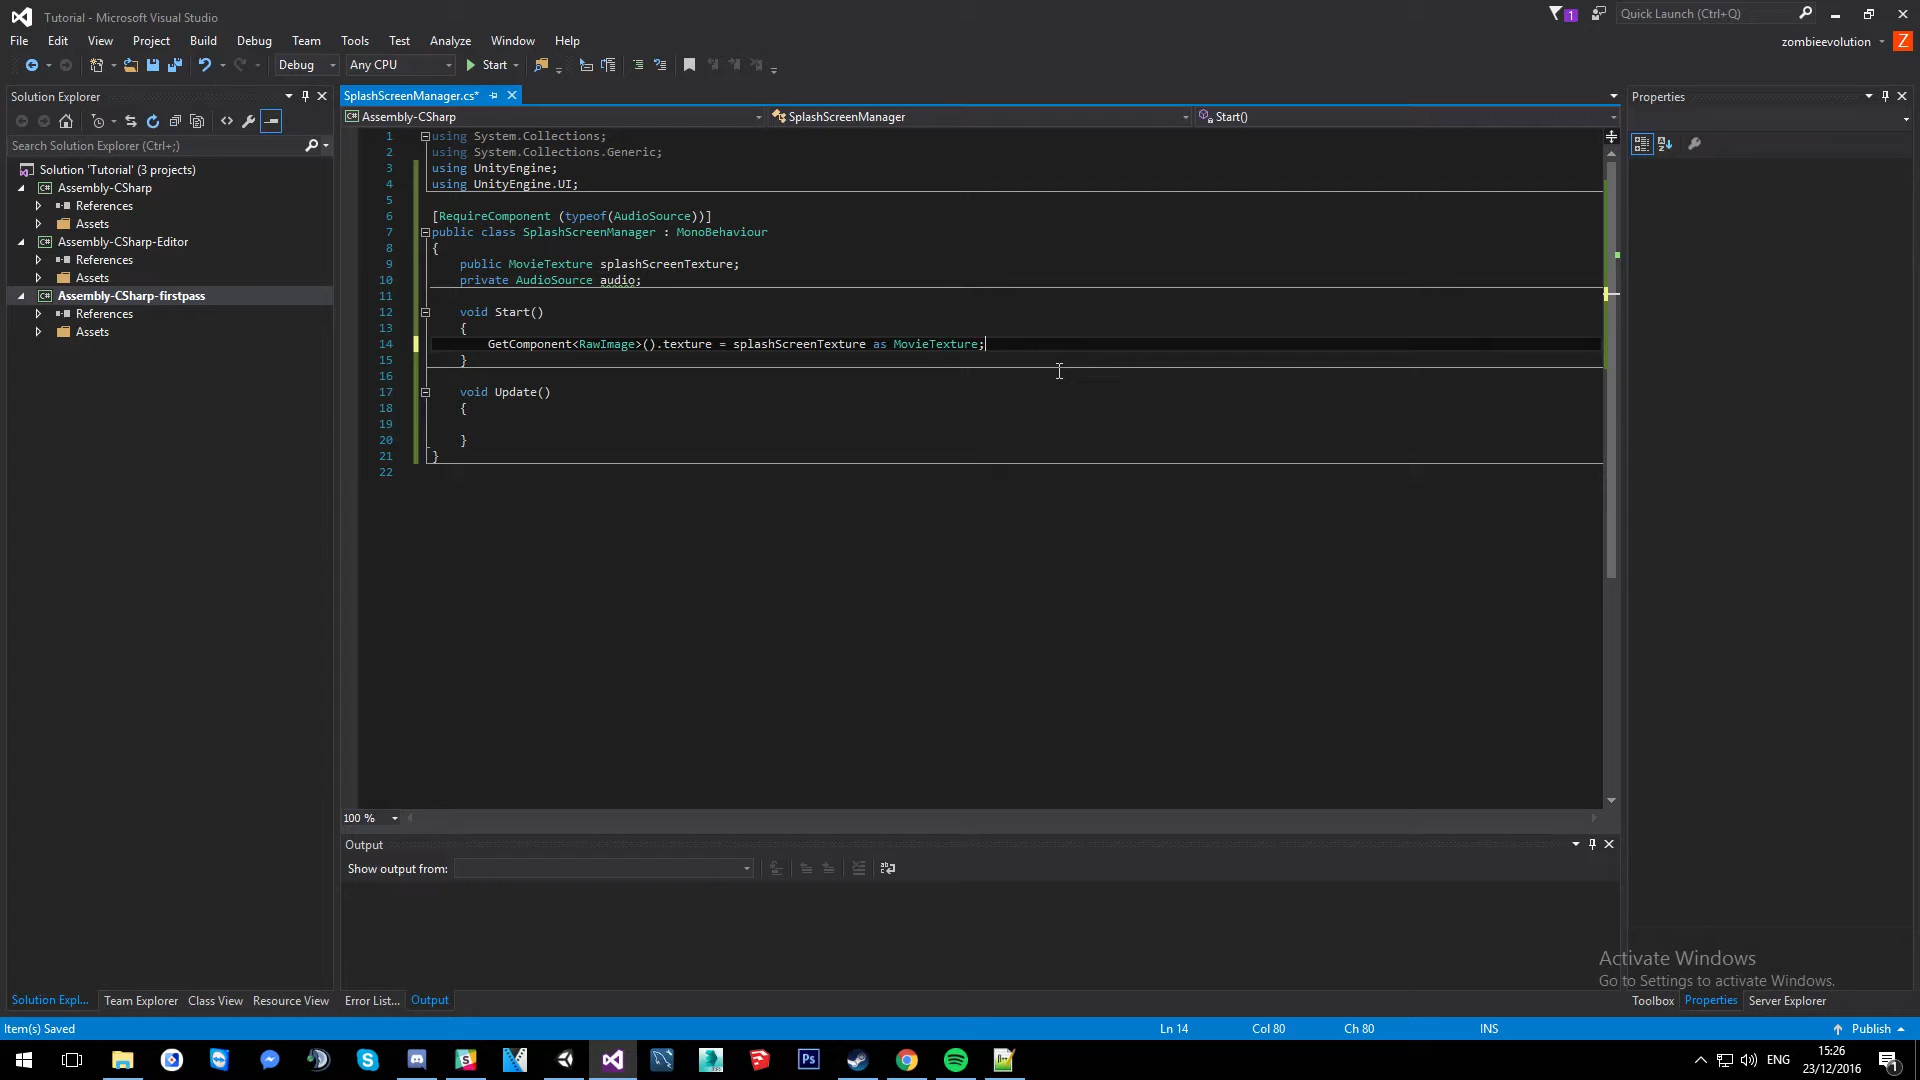 Tutorial - Microsoft Visual Studio
1
Quick Launch (Ctrl+Q)
File Edit View Project Build Debug Team Tools Test Analyze Window Help
zombieevolution Z
Debug Any CPU Start
Solution Explorer
SplashScreenManager.cs*
Properties
Assembly-CSharp SplashScreenManager Start()
Search Solution Explorer (Ctrl+;)
Solution 'Tutorial' (3 projects)
Assembly-CSharp
References
Assets
Assembly-CSharp-Editor
References
Assets
Assembly-CSharp-firstpass
References
Assets
1 using System.Collections;
2 using System.Collections.Generic;
3 using UnityEngine;
4 using UnityEngine.UI;
5
6 [RequireComponent (typeof(AudioSource))]
7 public class SplashScreenManager : MonoBehaviour
8 {
9 public MovieTexture splashScreenTexture;
10 private AudioSource audio;
11
12 void Start()
13 {
14 GetComponent<RawImage>().texture = splashScreenTexture as MovieTexture;
15 }
16
17 void Update()
18 {
19
20 }
21 }
22
100 %
Output
Show output from:
Activate Windows
Go to Settings to activate Windows.
Solution Expl... Team Explorer Class View Resource View Error List... Output Toolbox Properties Server Explorer
Item(s) Saved Ln 14 Col 80 Ch 80 INS Publish
Ps
ENG
15:26
23/12/2016
1